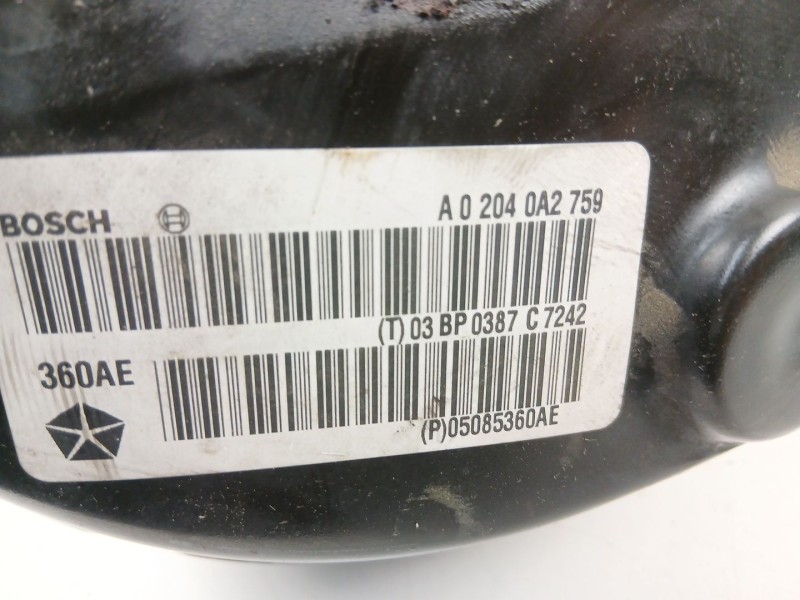 BOSCH
A 0 204 0A2 759
(T) 03 BP 0387 C 7242
360AE
(P)05085360AE